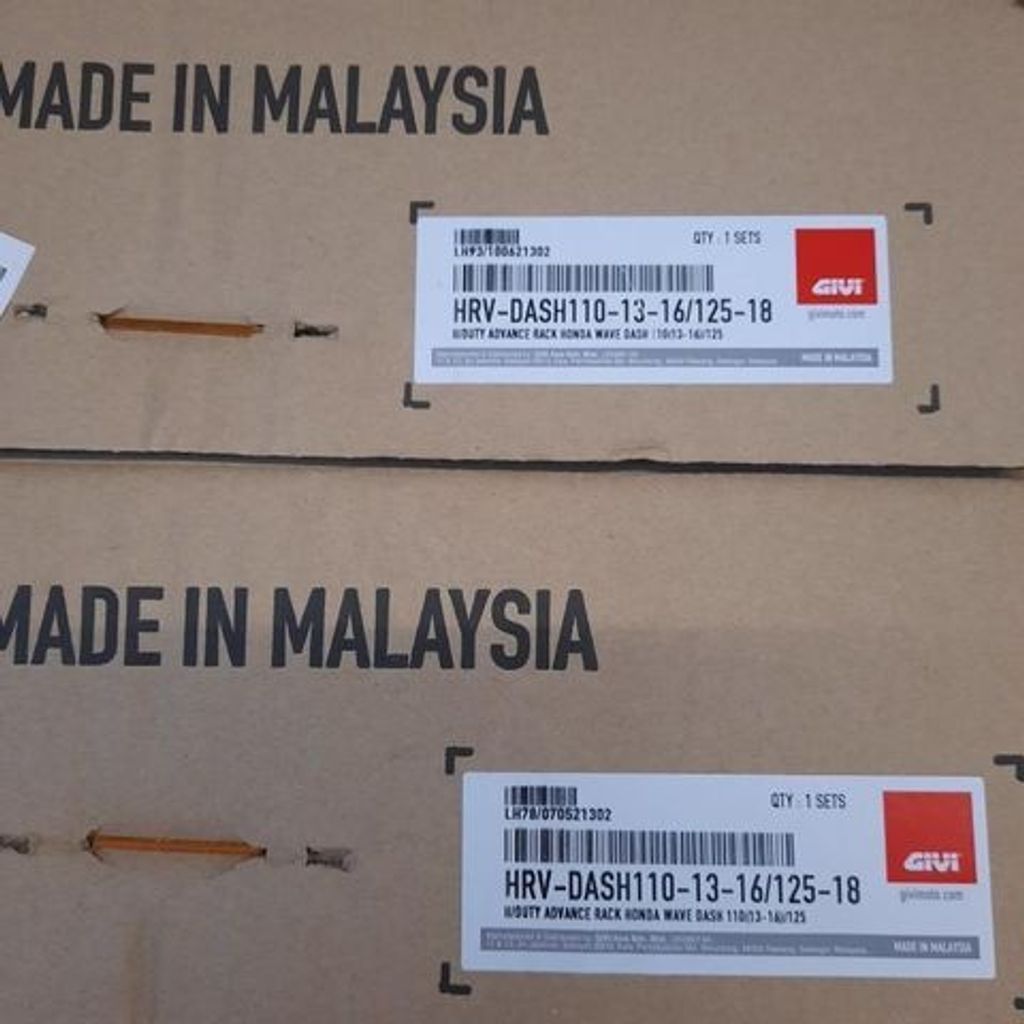 MADE IN MALAYSIA
QTY : 1 SETS
LH93/180621302
HRV-DASH110-13-16/125-18
H/DUTY ADVANCE RACK HONDA WAVE DASH 110(13-16)/125
GIVI
givimoto.com
MADE IN MALAYSIA
MADE IN MALAYSIA
QTY : 1 SETS
LH78/070521302
HRV-DASH110-13-16/125-18
H/DUTY ADVANCE RACK HONDA WAVE DASH 110(13-16)/125
GIVI
givimoto.com
MADE IN MALAYSIA